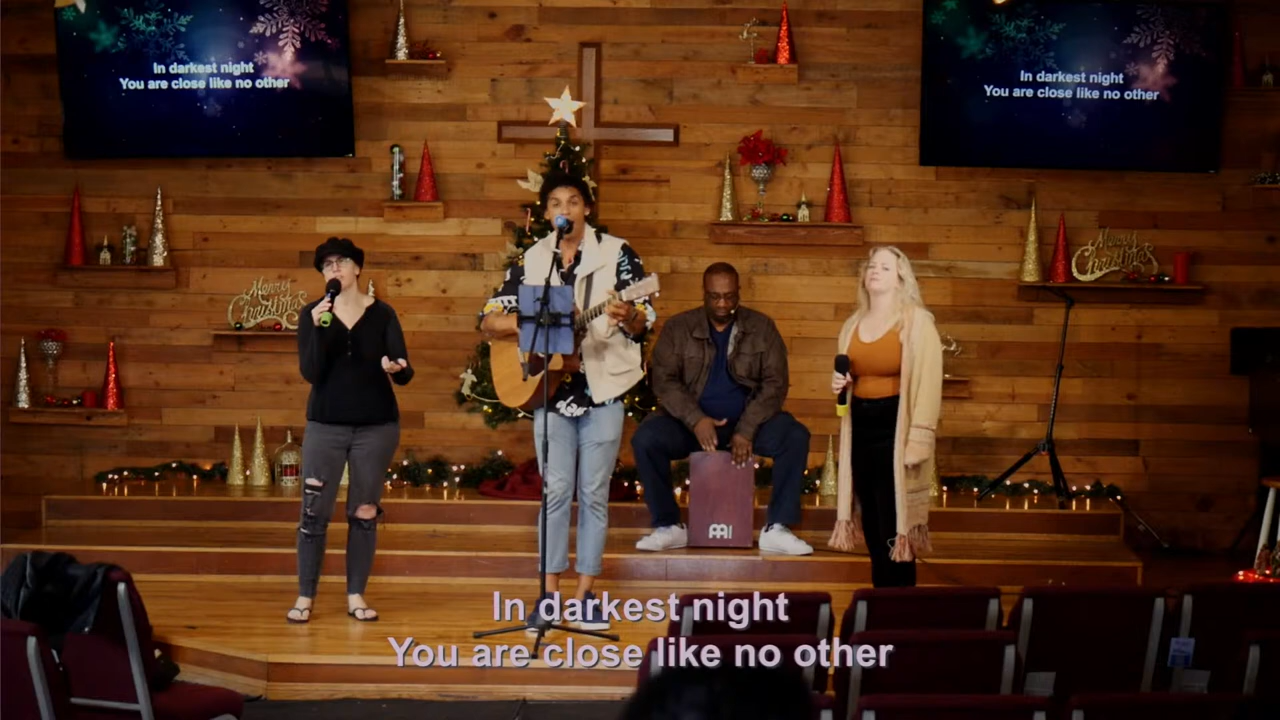 In darkest night
You are close like no other
In darkest night
You are close like no other
Merry
Christmas
Merry
Christmas
In darkest night
You are close like no other